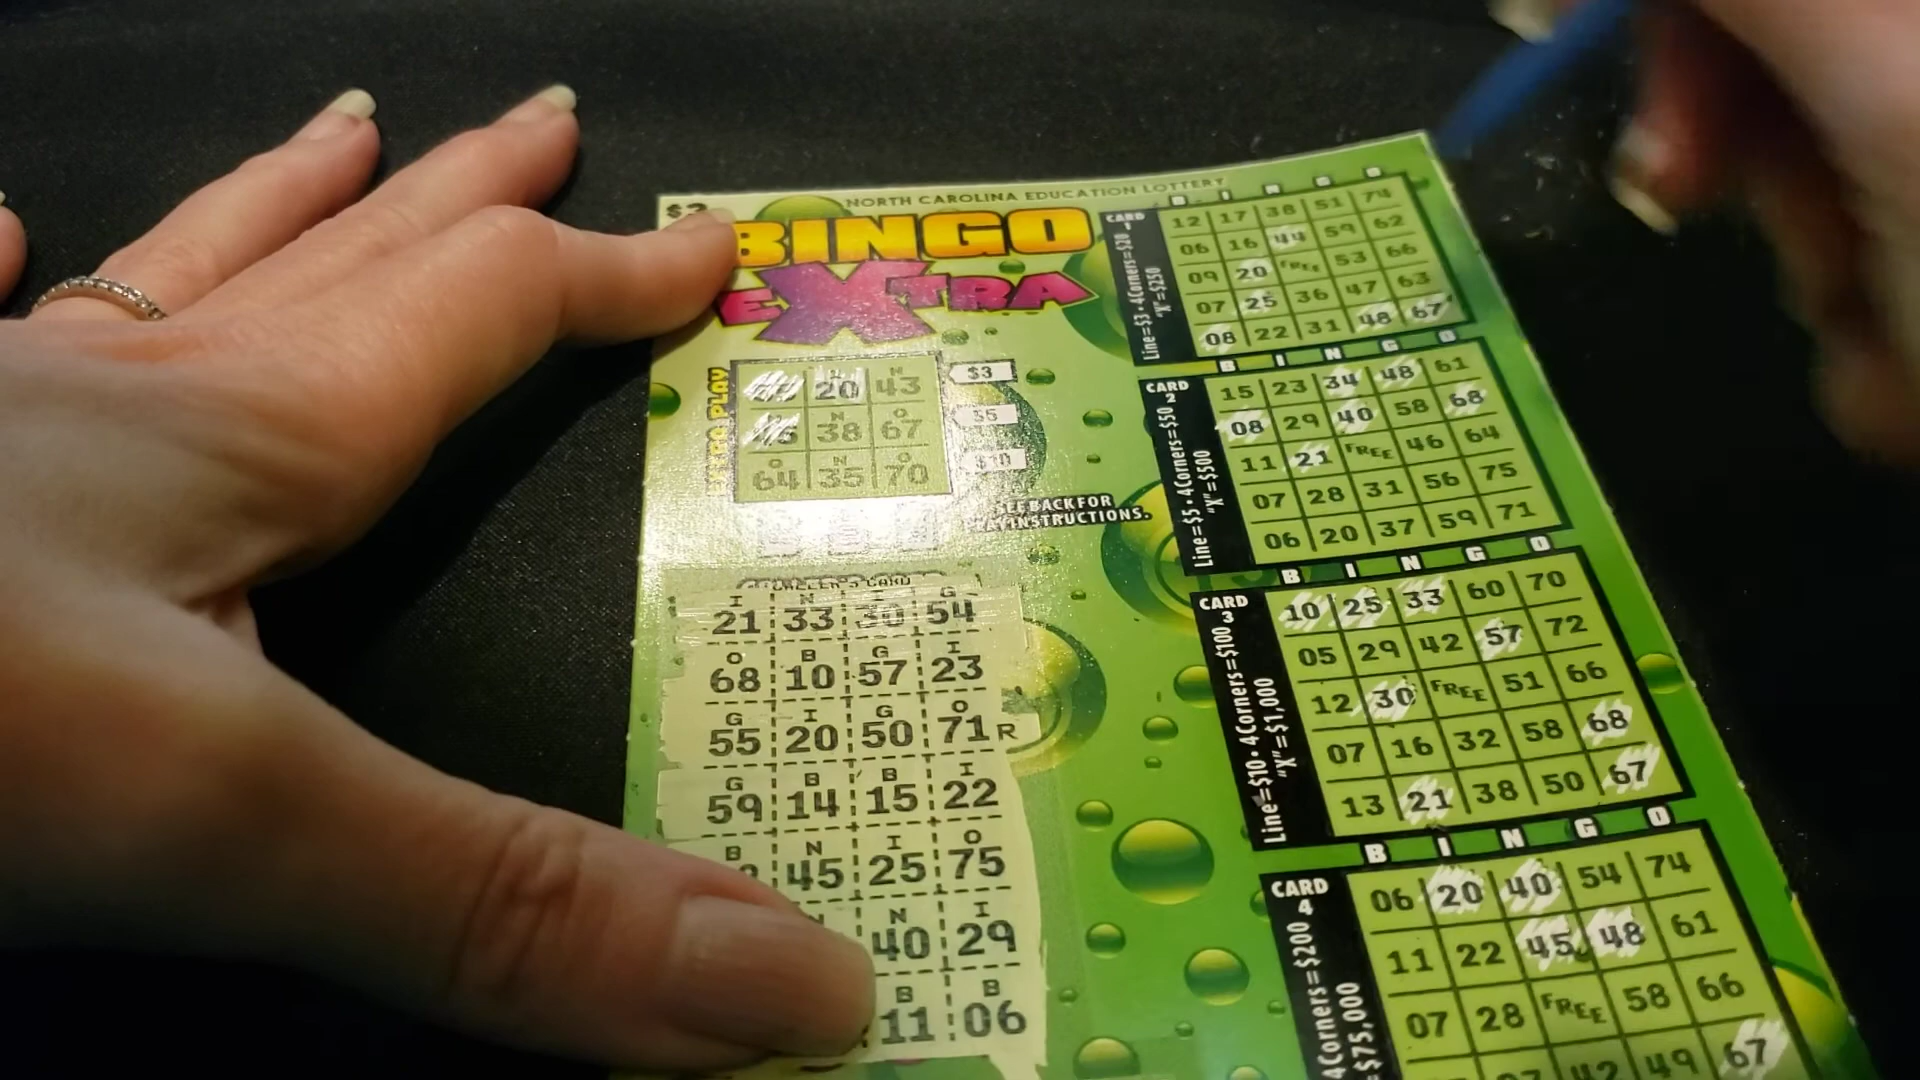 $2
NORTH CAROLINA EDUCATION LOTTERY
BINGO
EXTRA
EXTRA PLAY
20 N 43
N 38 O 67
O 64 N 35 O 70
$3
$5
$10
SEE BACK FOR
PLAY INSTRUCTIONS.
CALLER'S CARD
I N I G
21 33 30 54
O B G I
68 10 57 23
G I G O
55 20 50 71 R
G B B I
59 14 15 22
B N I O
45 25 75
N N I
40 29
B B
11 06
B I N G O
CARD 1
Line=$3 • 4Corners=$20
"X"=$250
12 17 38 51 74
06 16 44 59 62
09 20 FREE 53 66
07 25 36 47 63
08 22 31 48 67
B I N G O
CARD 2
Line=$5 • 4Corners=$50
"X"=$500
15 23 34 48 61
08 29 40 58 68
11 21 FREE 46 64
07 28 31 56 75
06 20 37 59 71
B I N G O
CARD 3
Line=$10 • 4Corners=$100
"X"=$1,000
10 25 33 60 70
05 29 42 57 72
12 30 FREE 51 66
07 16 32 58 68
13 21 38 50 67
B I N G O
CARD 4
4Corners=$200
=$75,000
06 20 40 54 74
11 22 45 48 61
07 28 FREE 58 66
42 49 67